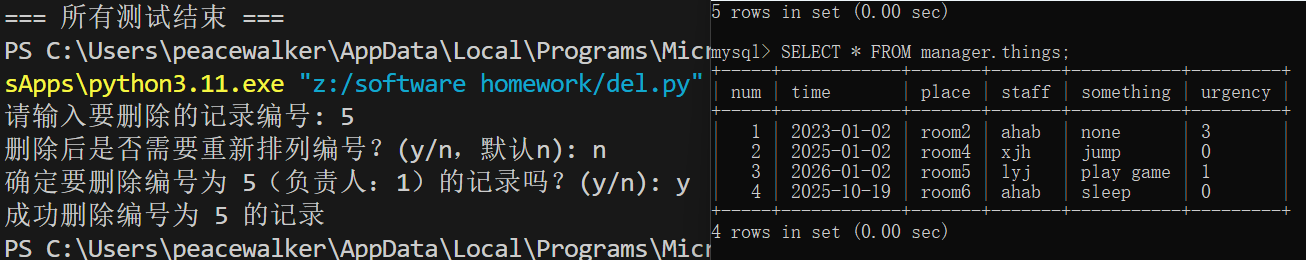 === 所有测试结束 ===
PS C:\Users\peacewalker\AppData\Local\Programs\Micr
sApps\python3.11.exe "z:/software homework/del.py"
请输入要删除的记录编号: 5
删除后是否需要重新排列编号？(y/n，默认n): n
确定要删除编号为 5（负责人：1）的记录吗？(y/n): y
成功删除编号为 5 的记录
PS C:\Users\peacewalker\AppData\Local\Programs\Micr
5 rows in set (0.00 sec)
mysql> SELECT * FROM manager.things;
+-----+------------+-------+-------+-----------+---------+
| num | time       | place | staff | something | urgency |
+-----+------------+-------+-------+-----------+---------+
|   1 | 2023-01-02 | room2 | ahab  | none      | 3       |
|   2 | 2025-01-02 | room4 | xjh   | jump      | 0       |
|   3 | 2026-01-02 | room5 | lyj   | play game | 1       |
|   4 | 2025-10-19 | room6 | ahab  | sleep     | 0       |
+-----+------------+-------+-------+-----------+---------+
4 rows in set (0.00 sec)